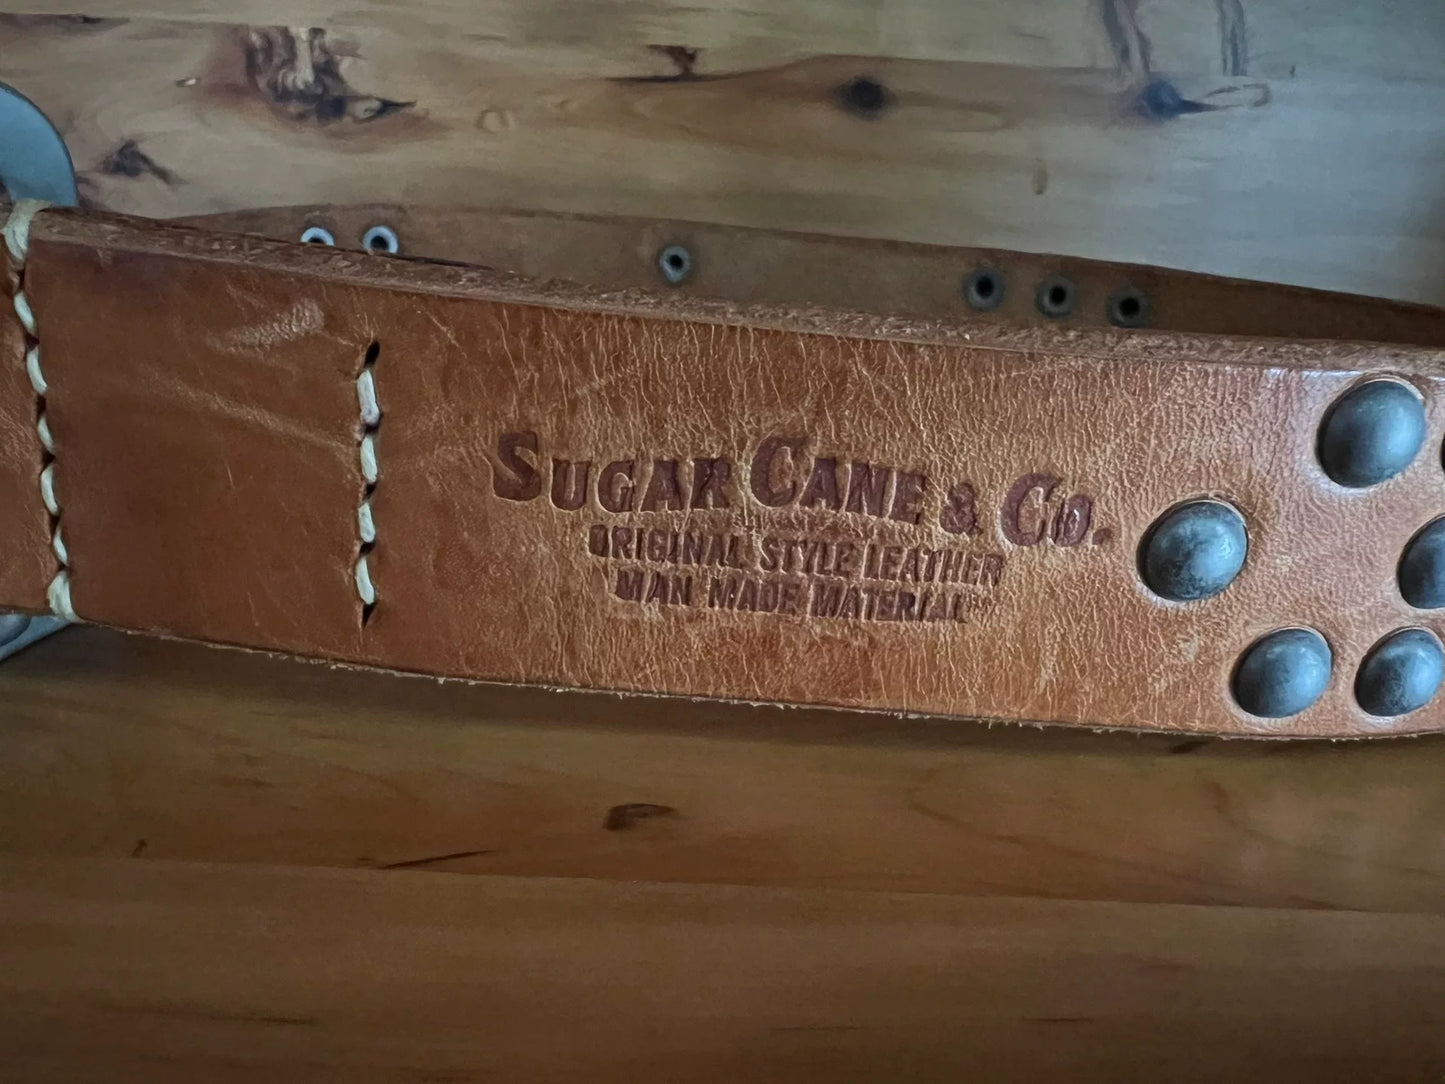 SUGAR CANE & CO.
ORIGINAL STYLE LEATHER
MAN MADE MATERIAL